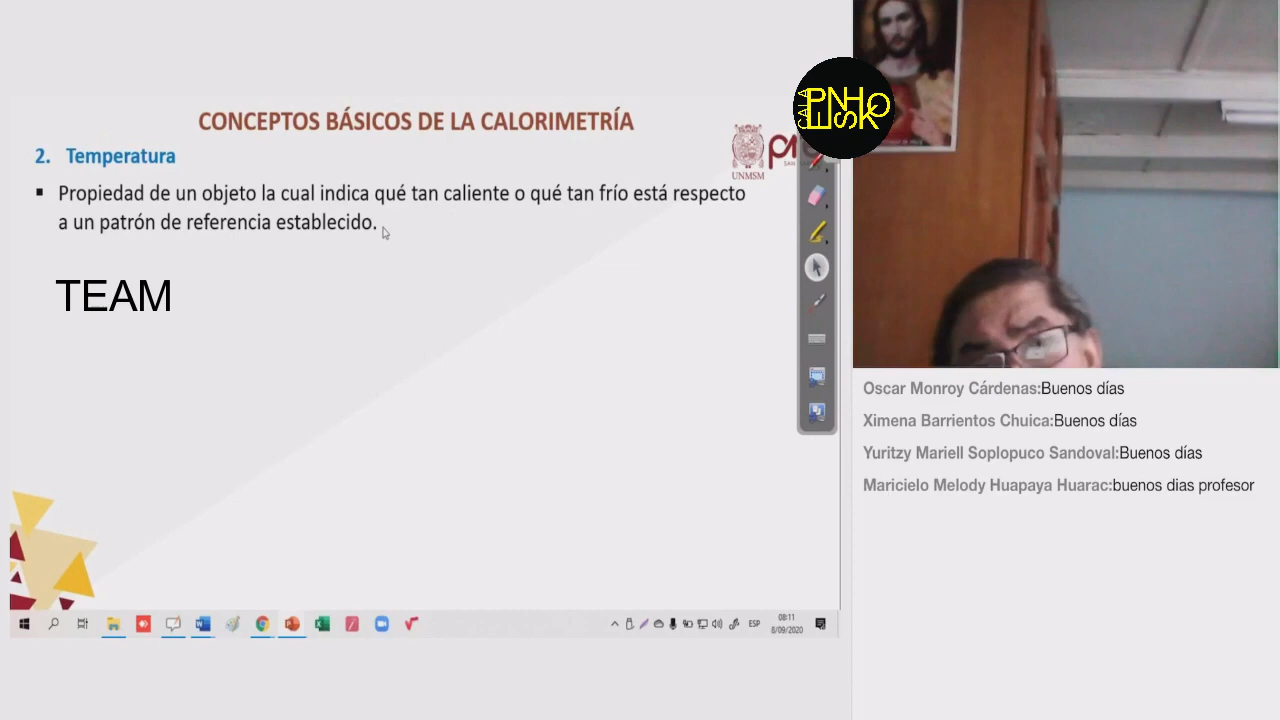 CONCEPTOS BÁSICOS DE LA CALORIMETRÍA
2. Temperatura
▪ Propiedad de un objeto la cual indica qué tan caliente o qué tan frío está respecto
a un patrón de referencia establecido.
UNMSM
TEAM
Oscar Monroy Cárdenas:Buenos días
Ximena Barrientos Chuica:Buenos días
Yuritzy Mariell Soplopuco Sandoval:Buenos días
Maricielo Melody Huapaya Huarac:buenos dias profesor
ESP
08:11
8/09/2020